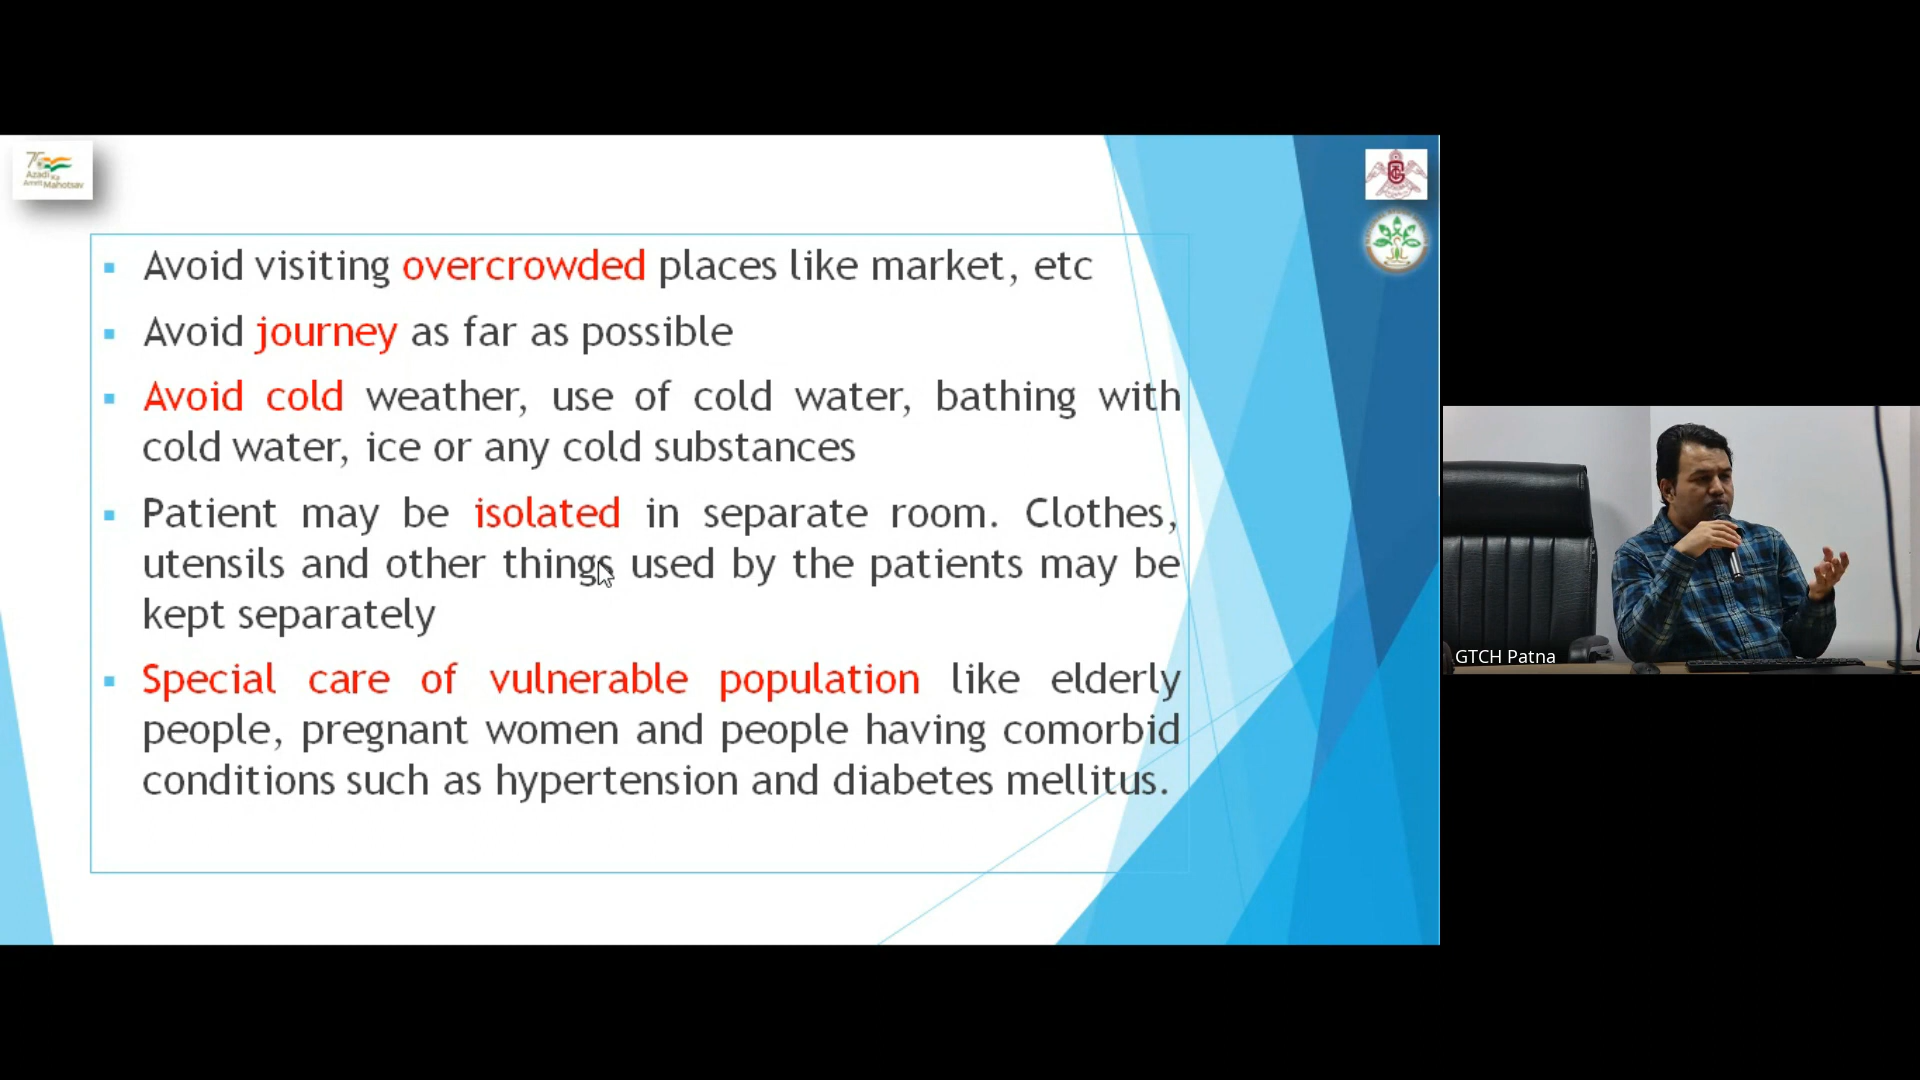 75
Azadi Ka
Amrit Mahotsav
Avoid visiting overcrowded places like market, etc
Avoid journey as far as possible
Avoid cold weather, use of cold water, bathing with
cold water, ice or any cold substances
Patient may be isolated in separate room. Clothes,
utensils and other things used by the patients may be
kept separately
Special care of vulnerable population like elderly
people, pregnant women and people having comorbid
conditions such as hypertension and diabetes mellitus.
GTCH Patna